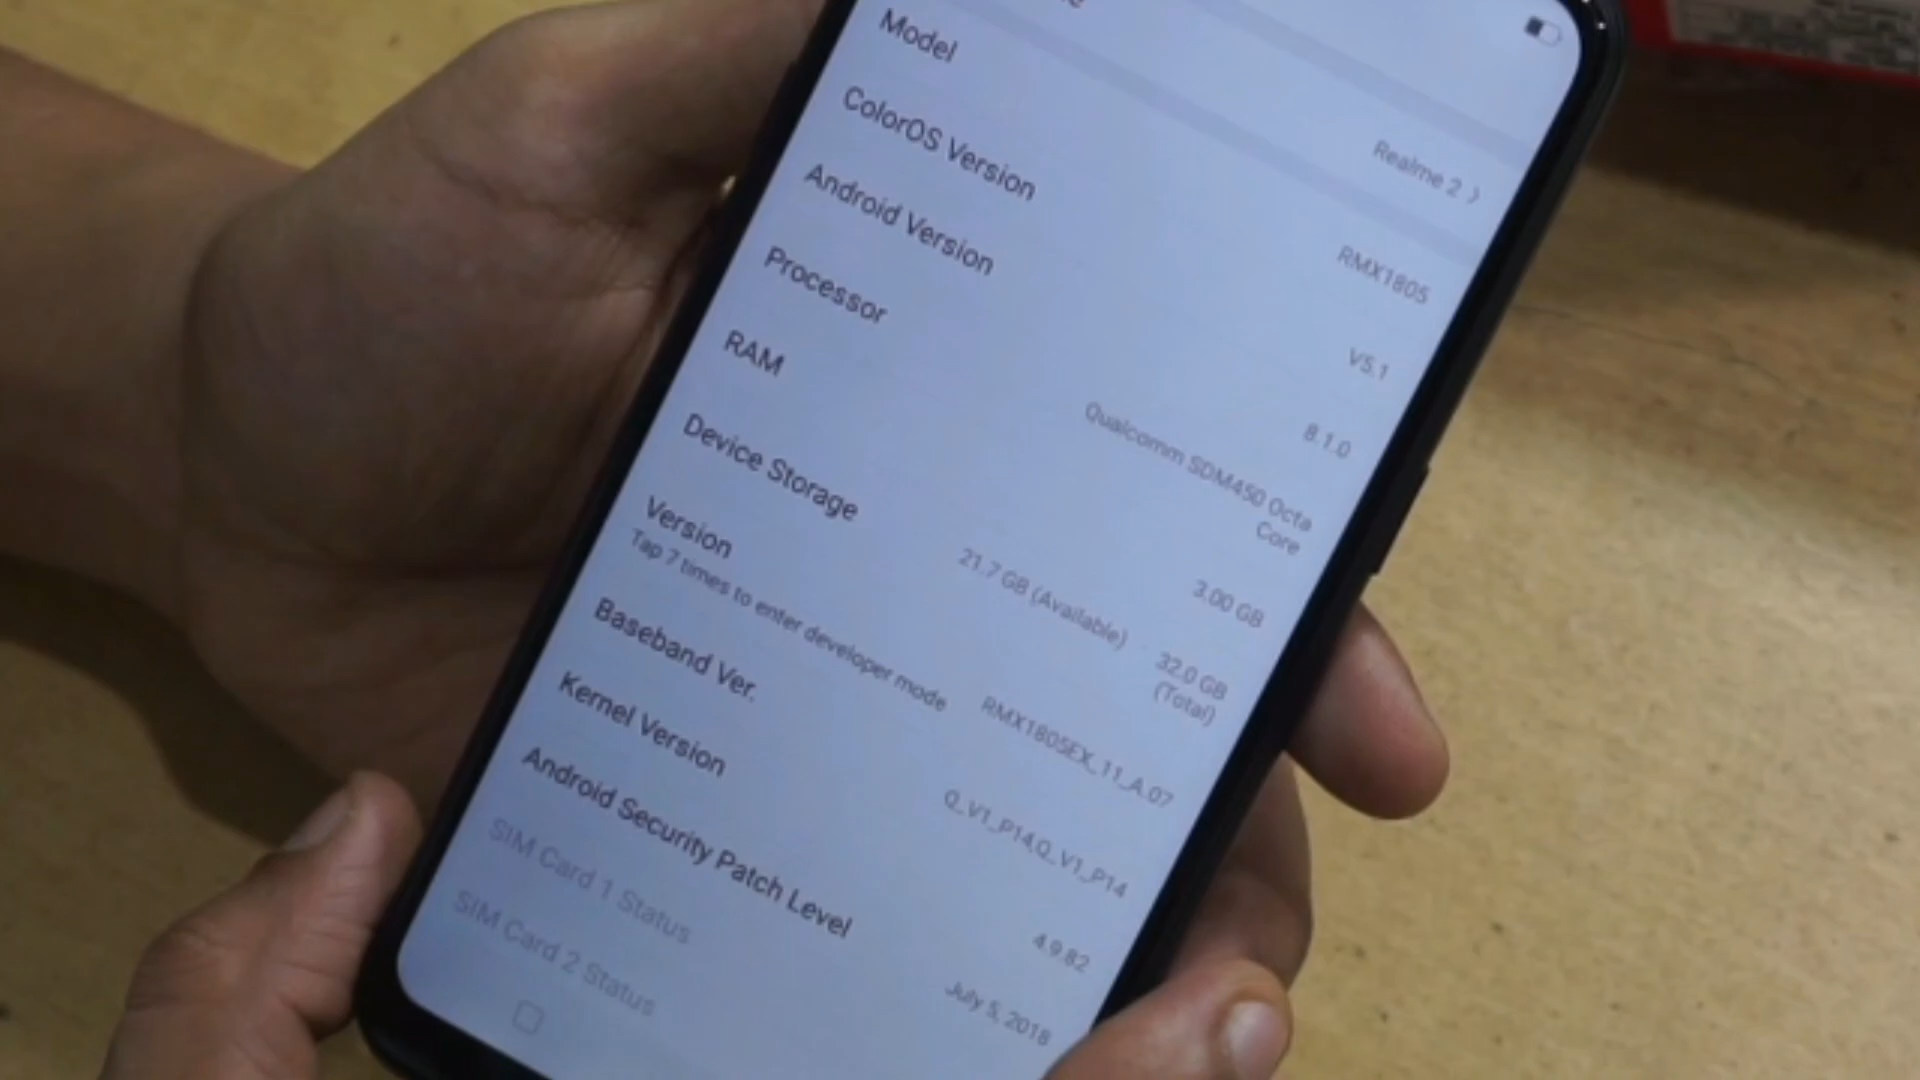 Realme 2
Model
RMX1805
ColorOS Version
V5.1
Android Version
8.1.0
Processor
Qualcomm SDM450 Octa
Core
RAM
3.00 GB
Device Storage
21.7 GB (Available)
32.0 GB
(Total)
Version
Tap 7 times to enter developer mode
RMX1805EX_11_A.07
Baseband Ver.
Q_V1_P14,Q_V1_P14
Kernel Version
4.9.82
Android Security Patch Level
July 5, 2018
SIM Card 1 Status
SIM Card 2 Status